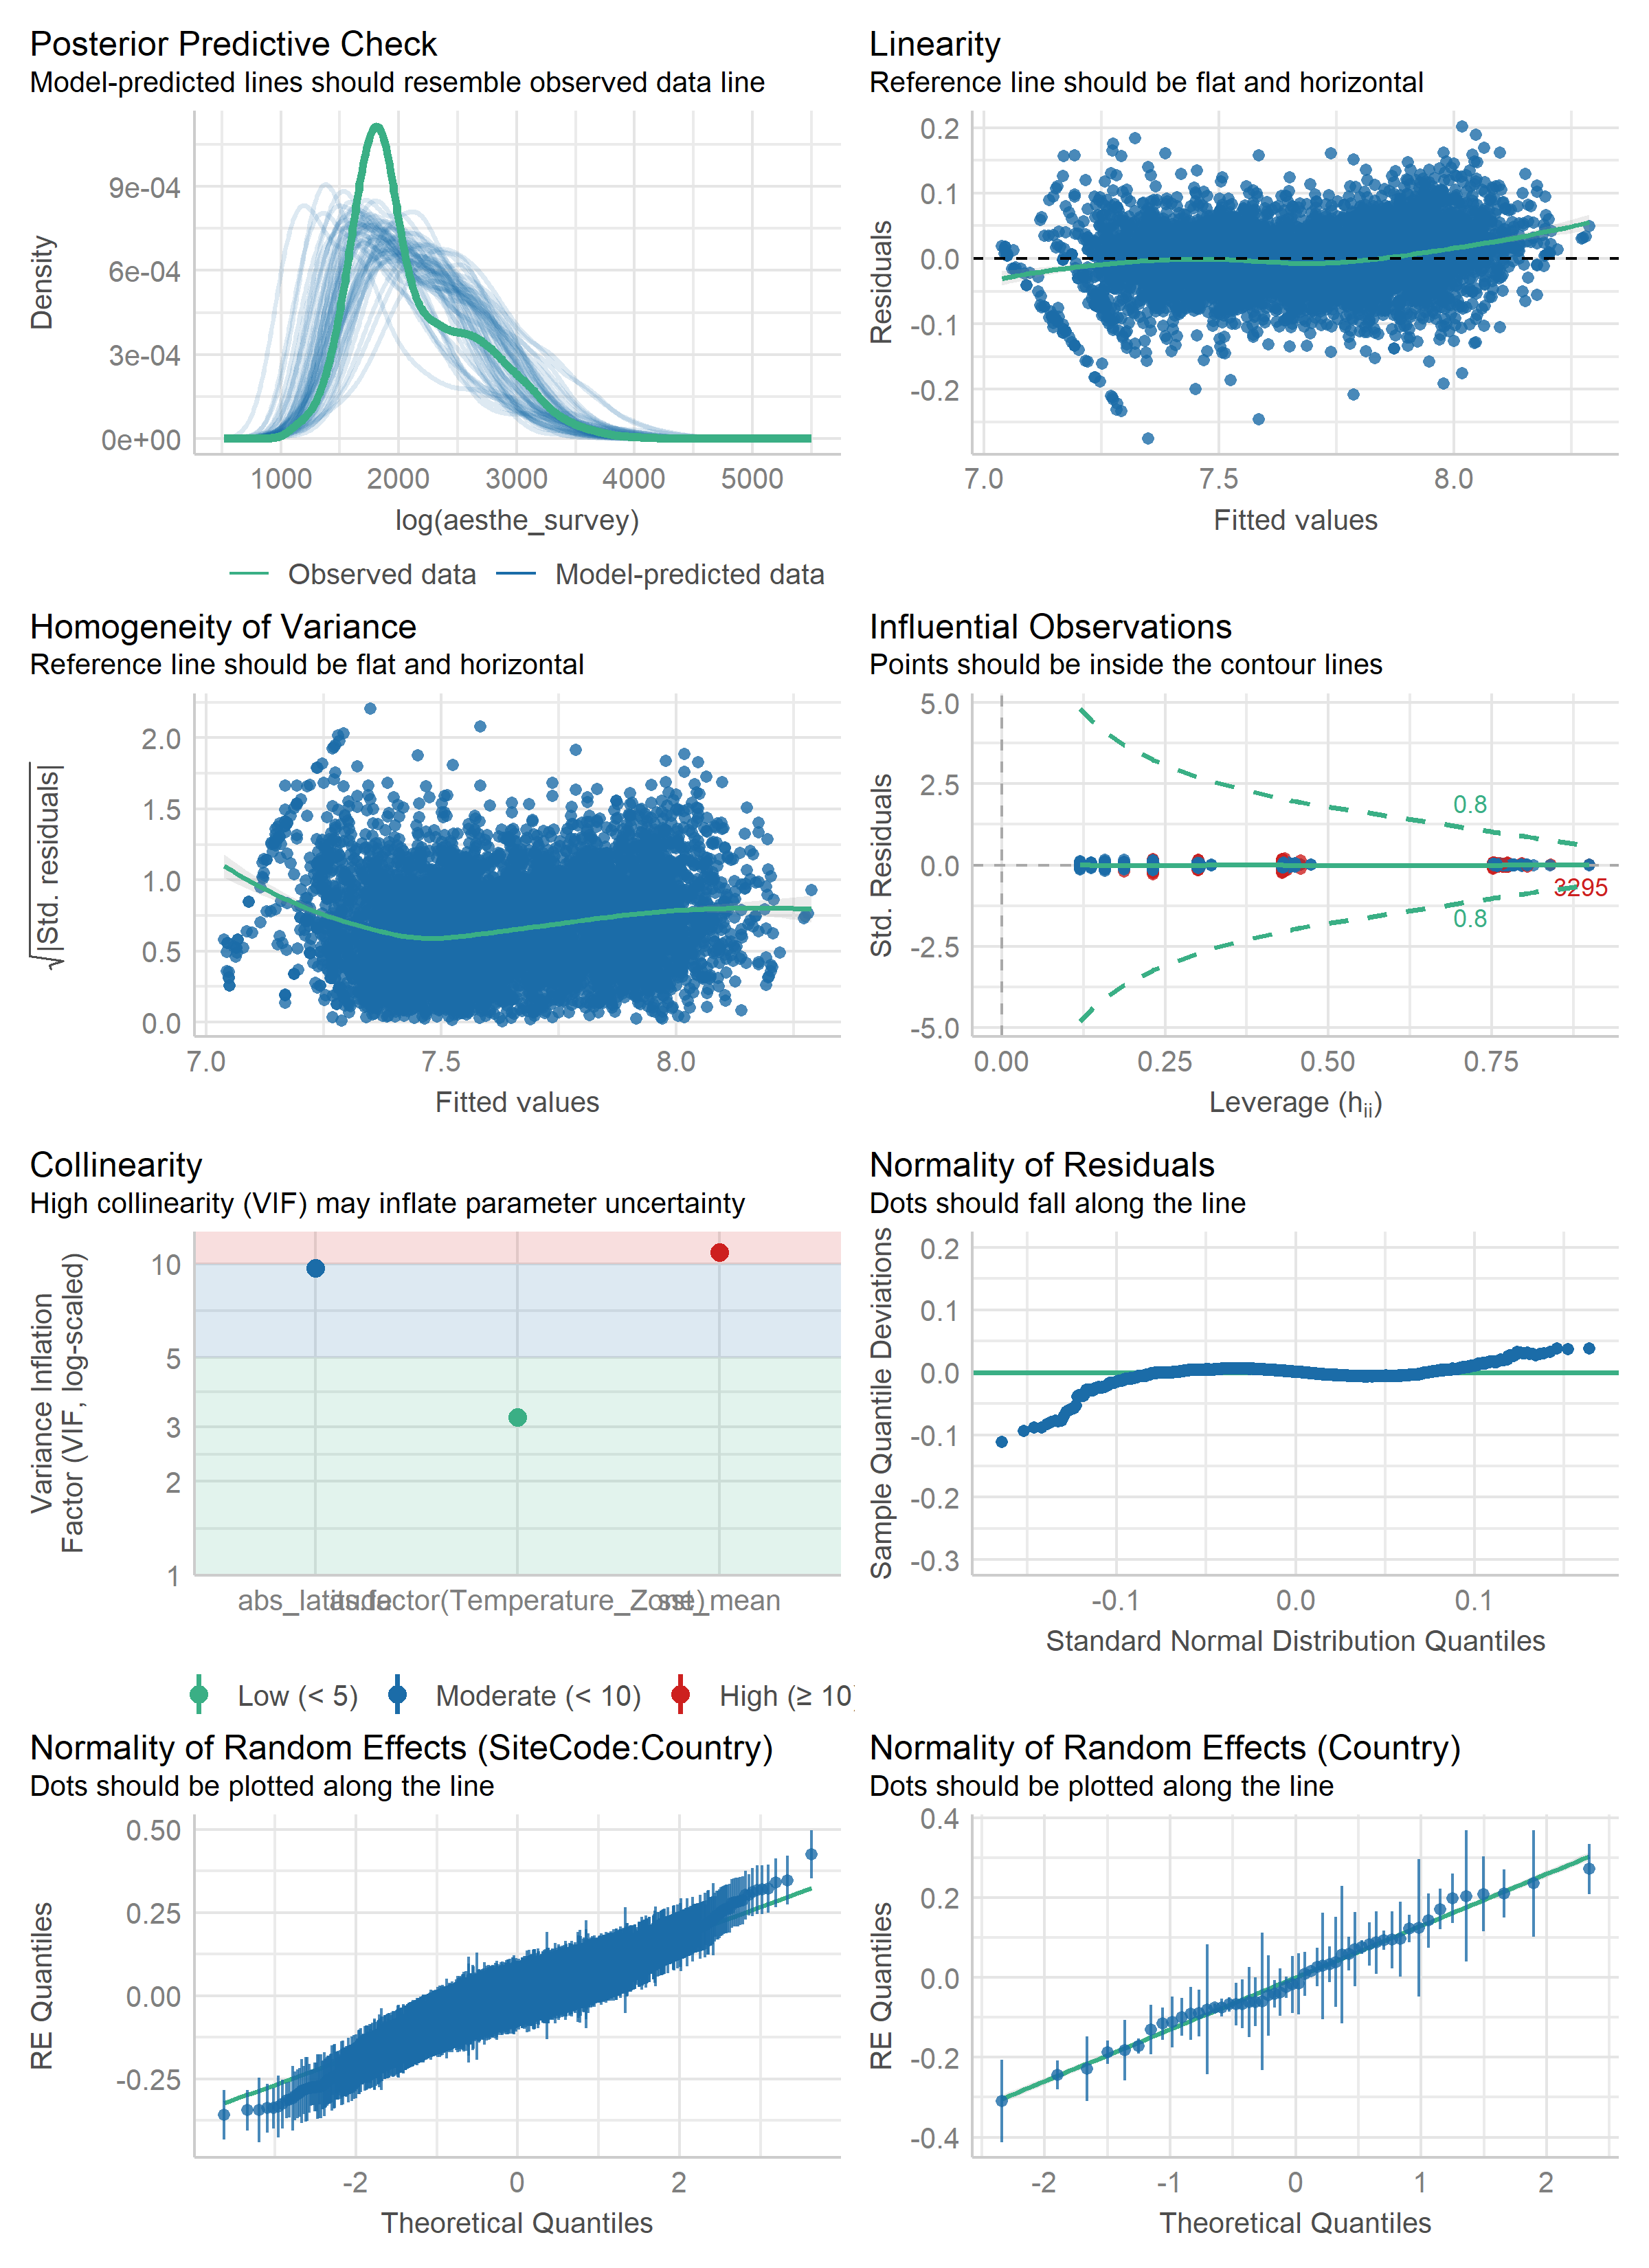 Posterior Predictive Check
Model-predicted lines should resemble observed data line
9e-04
6e-04
3e-04
0e+00
Density
1000 2000 3000 4000 5000
log(aesthe_survey)
Observed data Model-predicted data
Linearity
Reference line should be flat and horizontal
0.2
0.1
0.0
-0.1
-0.2
Residuals
7.0 7.5 8.0
Fitted values
Homogeneity of Variance
Reference line should be flat and horizontal
2.0
1.5
1.0
0.5
0.0
√|Std. residuals|
7.0 7.5 8.0
Fitted values
Influential Observations
Points should be inside the contour lines
5.0
2.5
0.0
-2.5
-5.0
Std. Residuals
0.8
3295
0.8
0.00 0.25 0.50 0.75
Leverage (hii)
Collinearity
High collinearity (VIF) may inflate parameter uncertainty
10
5
3
2
1
Variance Inflation
Factor (VIF, log-scaled)
abs_latitude as.factor(Temperature_Zone) sst_mean
Low (< 5) Moderate (< 10) High (≥ 10)
Normality of Residuals
Dots should fall along the line
0.2
0.1
0.0
-0.1
-0.2
-0.3
Sample Quantile Deviations
-0.1 0.0 0.1
Standard Normal Distribution Quantiles
Normality of Random Effects (SiteCode:Country)
Dots should be plotted along the line
0.50
0.25
0.00
-0.25
RE Quantiles
-2 0 2
Theoretical Quantiles
Normality of Random Effects (Country)
Dots should be plotted along the line
0.4
0.2
0.0
-0.2
-0.4
RE Quantiles
-2 -1 0 1 2
Theoretical Quantiles